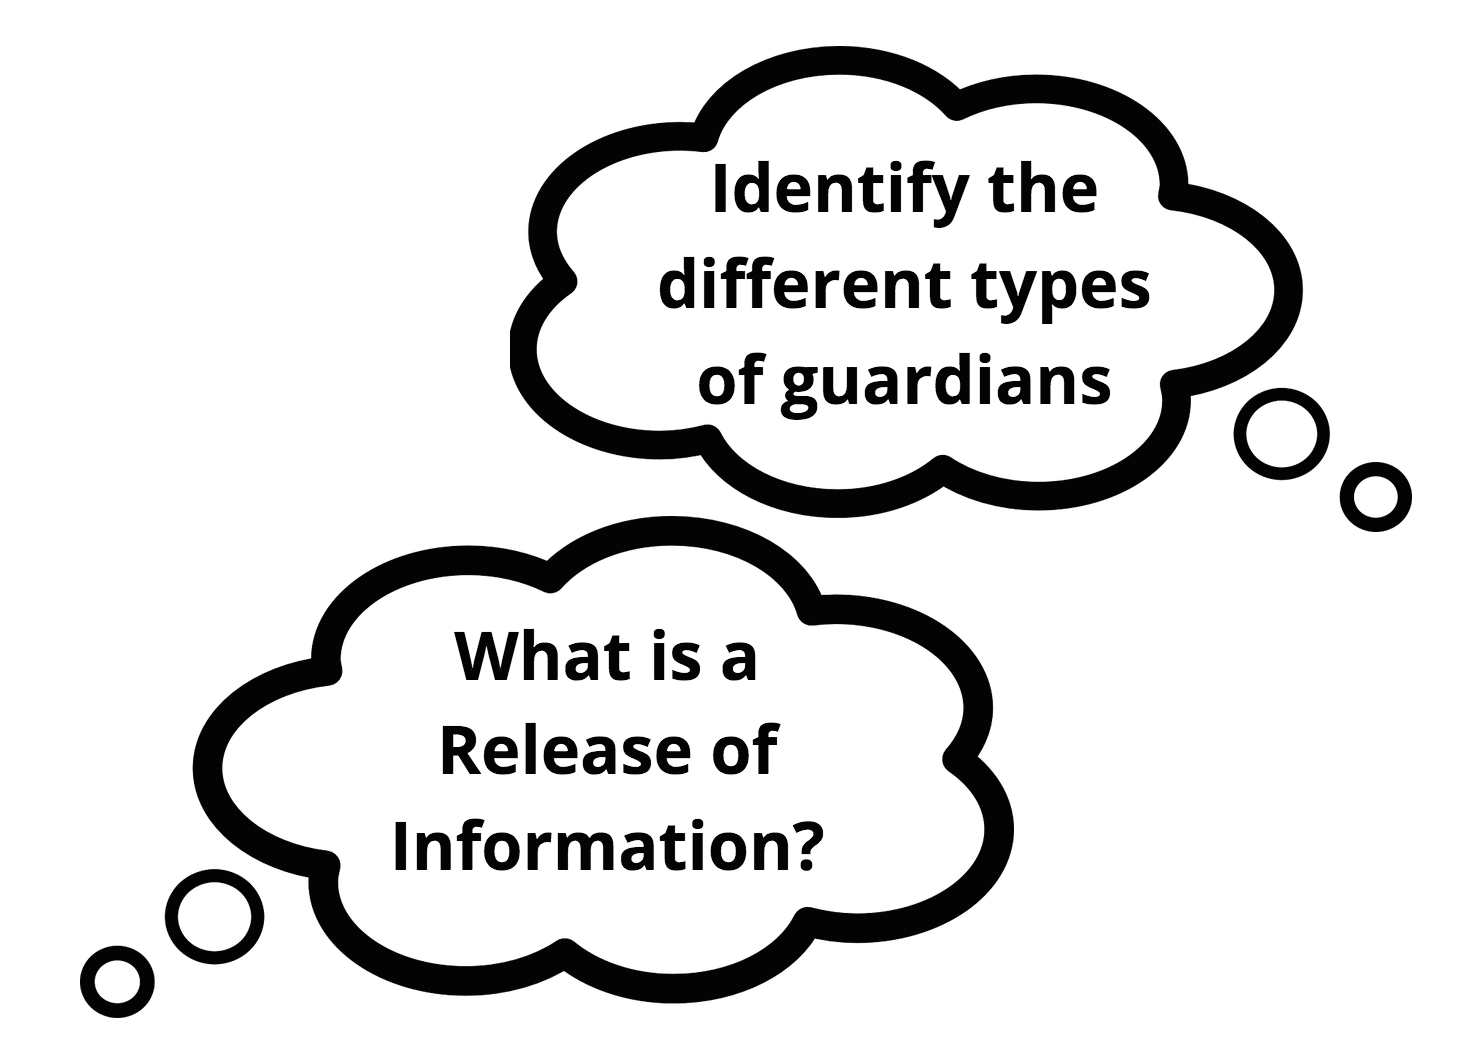 Identify the
different types
of guardians
What is a
Release of
Information?